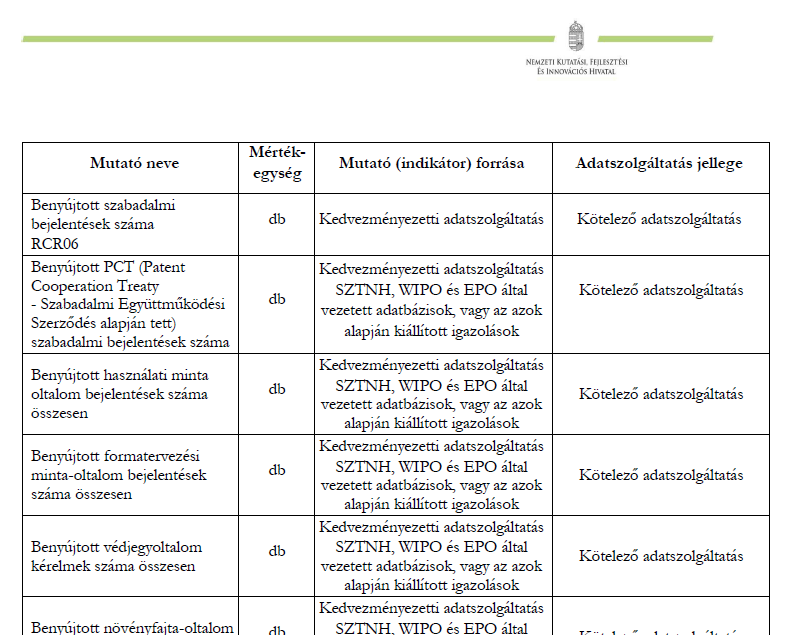 NEMZETI KUTATÁSI, FEJLESZTÉSI
ÉS INNOVÁCIÓS HIVATAL
Mutató neve
Mérték-
egység
Mutató (indikátor) forrása
Adatszolgáltatás jellege
Benyújtott szabadalmi
bejelentések száma
RCR06
db
Kedvezményezetti adatszolgáltatás
Kötelező adatszolgáltatás
Benyújtott PCT (Patent
Cooperation Treaty
- Szabadalmi Együttműködési
Szerződés alapján tett)
szabadalmi bejelentések száma
db
Kedvezményezetti adatszolgáltatás
SZTNH, WIPO és EPO által
vezetett adatbázisok, vagy az azok
alapján kiállított igazolások
Kötelező adatszolgáltatás
Benyújtott használati minta
oltalom bejelentések száma
összesen
db
Kedvezményezetti adatszolgáltatás
SZTNH, WIPO és EPO által
vezetett adatbázisok, vagy az azok
alapján kiállított igazolások
Kötelező adatszolgáltatás
Benyújtott formatervezési
minta-oltalom bejelentések
száma összesen
db
Kedvezményezetti adatszolgáltatás
SZTNH, WIPO és EPO által
vezetett adatbázisok, vagy az azok
alapján kiállított igazolások
Kötelező adatszolgáltatás
Benyújtott védjegyoltalom
kérelmek száma összesen
db
Kedvezményezetti adatszolgáltatás
SZTNH, WIPO és EPO által
vezetett adatbázisok, vagy az azok
alapján kiállított igazolások
Kötelező adatszolgáltatás
Benyújtott növényfajta-oltalom
db
Kedvezményezetti adatszolgáltatás
SZTNH, WIPO és EPO által
Kötelező adatszolgáltatás